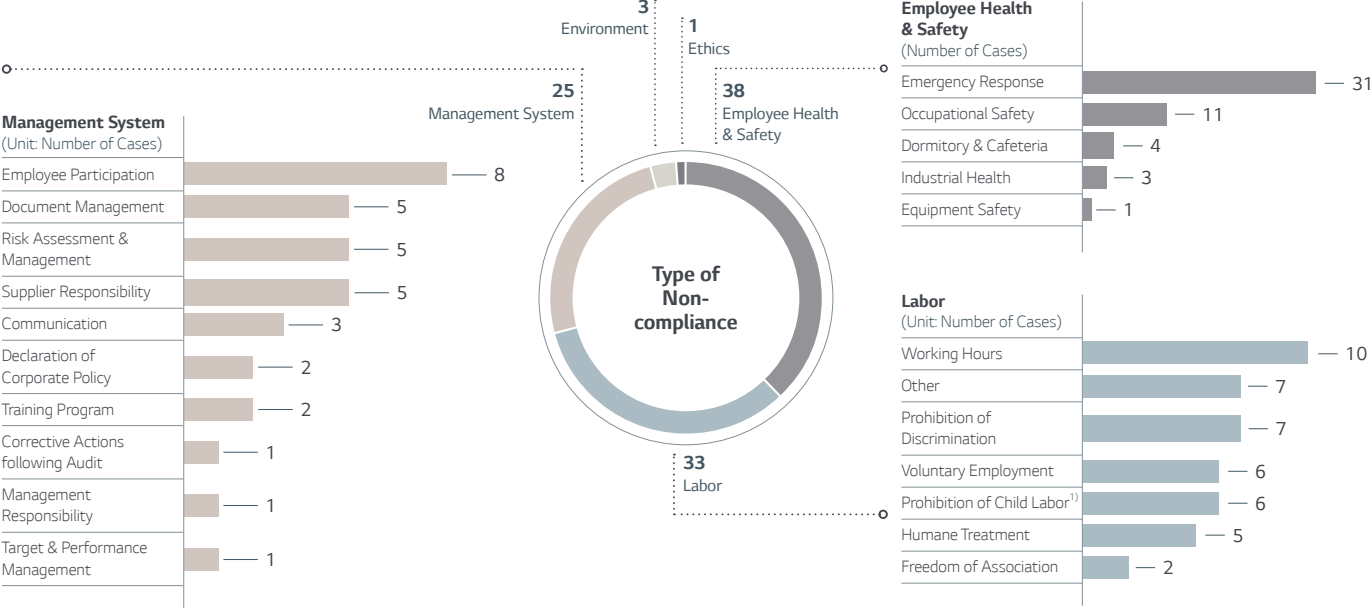 3
Environment
1
Ethics
25
Management System
38
Employee Health
& Safety
Type of
Non-
compliance
33
Labor
Management System
(Unit: Number of Cases)
Employee Participation 8
Document Management 5
Risk Assessment &
Management 5
Supplier Responsibility 5
Communication 3
Declaration of
Corporate Policy 2
Training Program 2
Corrective Actions
following Audit 1
Management
Responsibility 1
Target & Performance
Management 1
Employee Health
& Safety
(Number of Cases)
Emergency Response 31
Occupational Safety 11
Dormitory & Cafeteria 4
Industrial Health 3
Equipment Safety 1
Labor
(Unit: Number of Cases)
Working Hours 10
Other 7
Prohibition of
Discrimination 7
Voluntary Employment 6
Prohibition of Child Labor1) 6
Humane Treatment 5
Freedom of Association 2